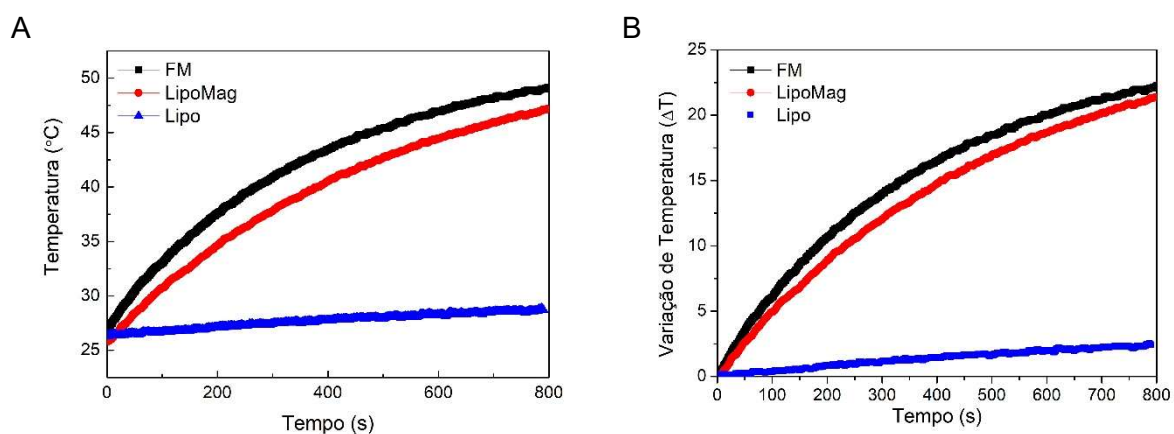 A
Temperatura (°C)
50
45
40
35
30
25
FM
LipoMag
Lipo
0
200
400
600
800
Tempo (s)
B
Variação de Temperatura (ΔT)
25
20
15
10
5
0
FM
LipoMag
Lipo
0
100
200
300
400
500
600
700
800
Tempo (s)